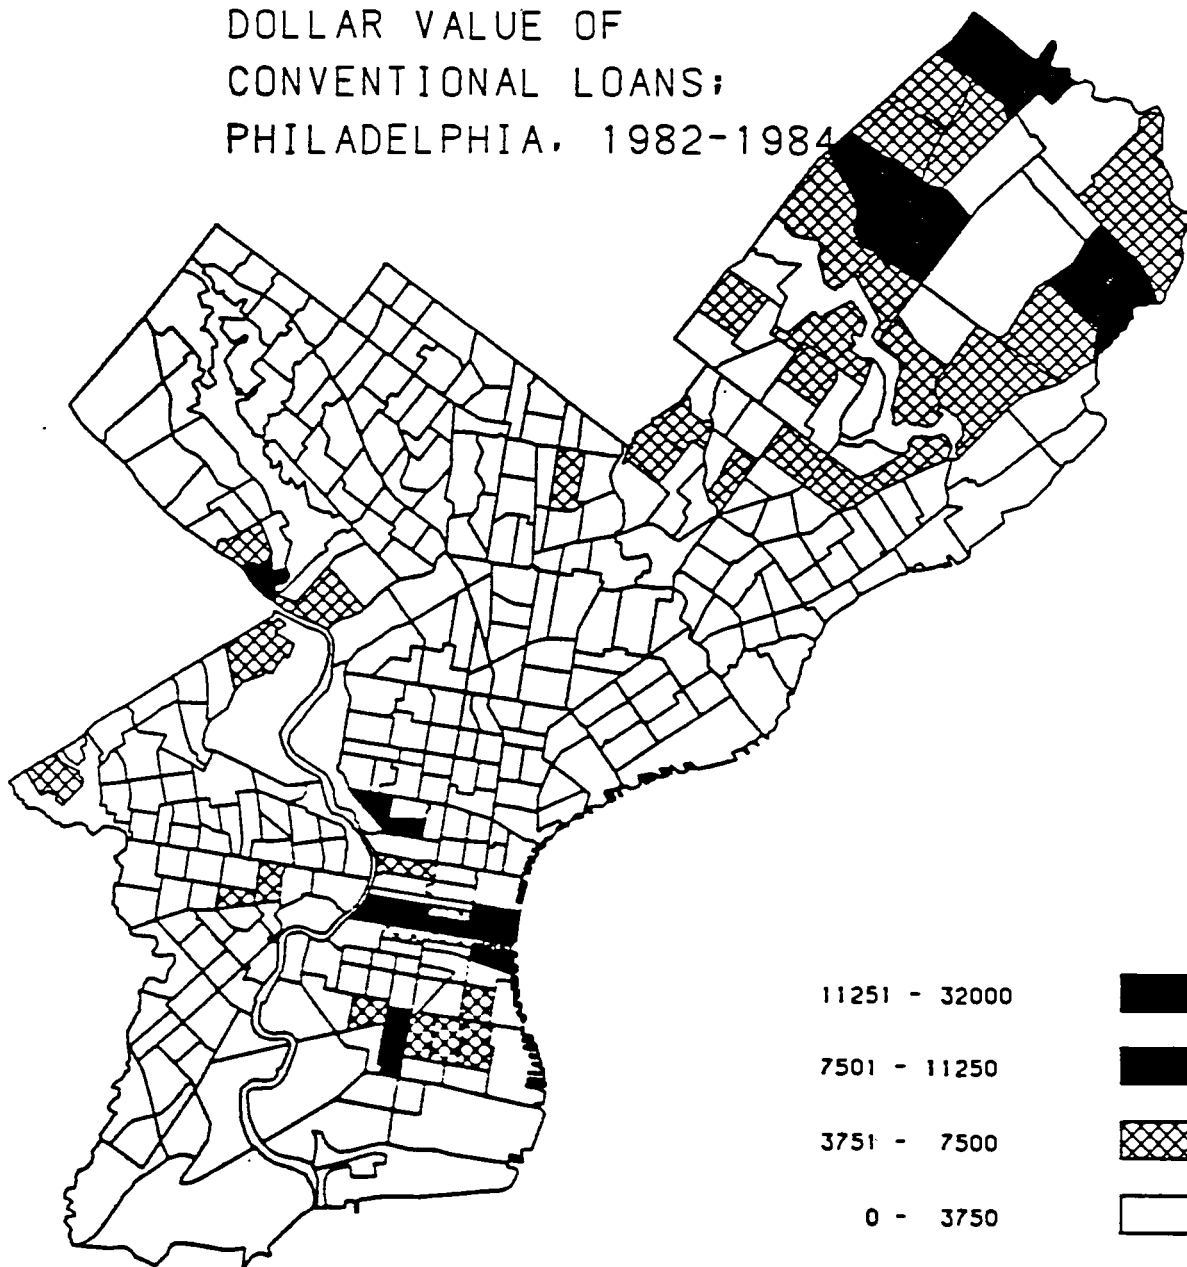 DOLLAR VALUE OF
CONVENTIONAL LOANS;
PHILADELPHIA, 1982-1984
11251 - 32000
7501 - 11250
3751 - 7500
0 - 3750